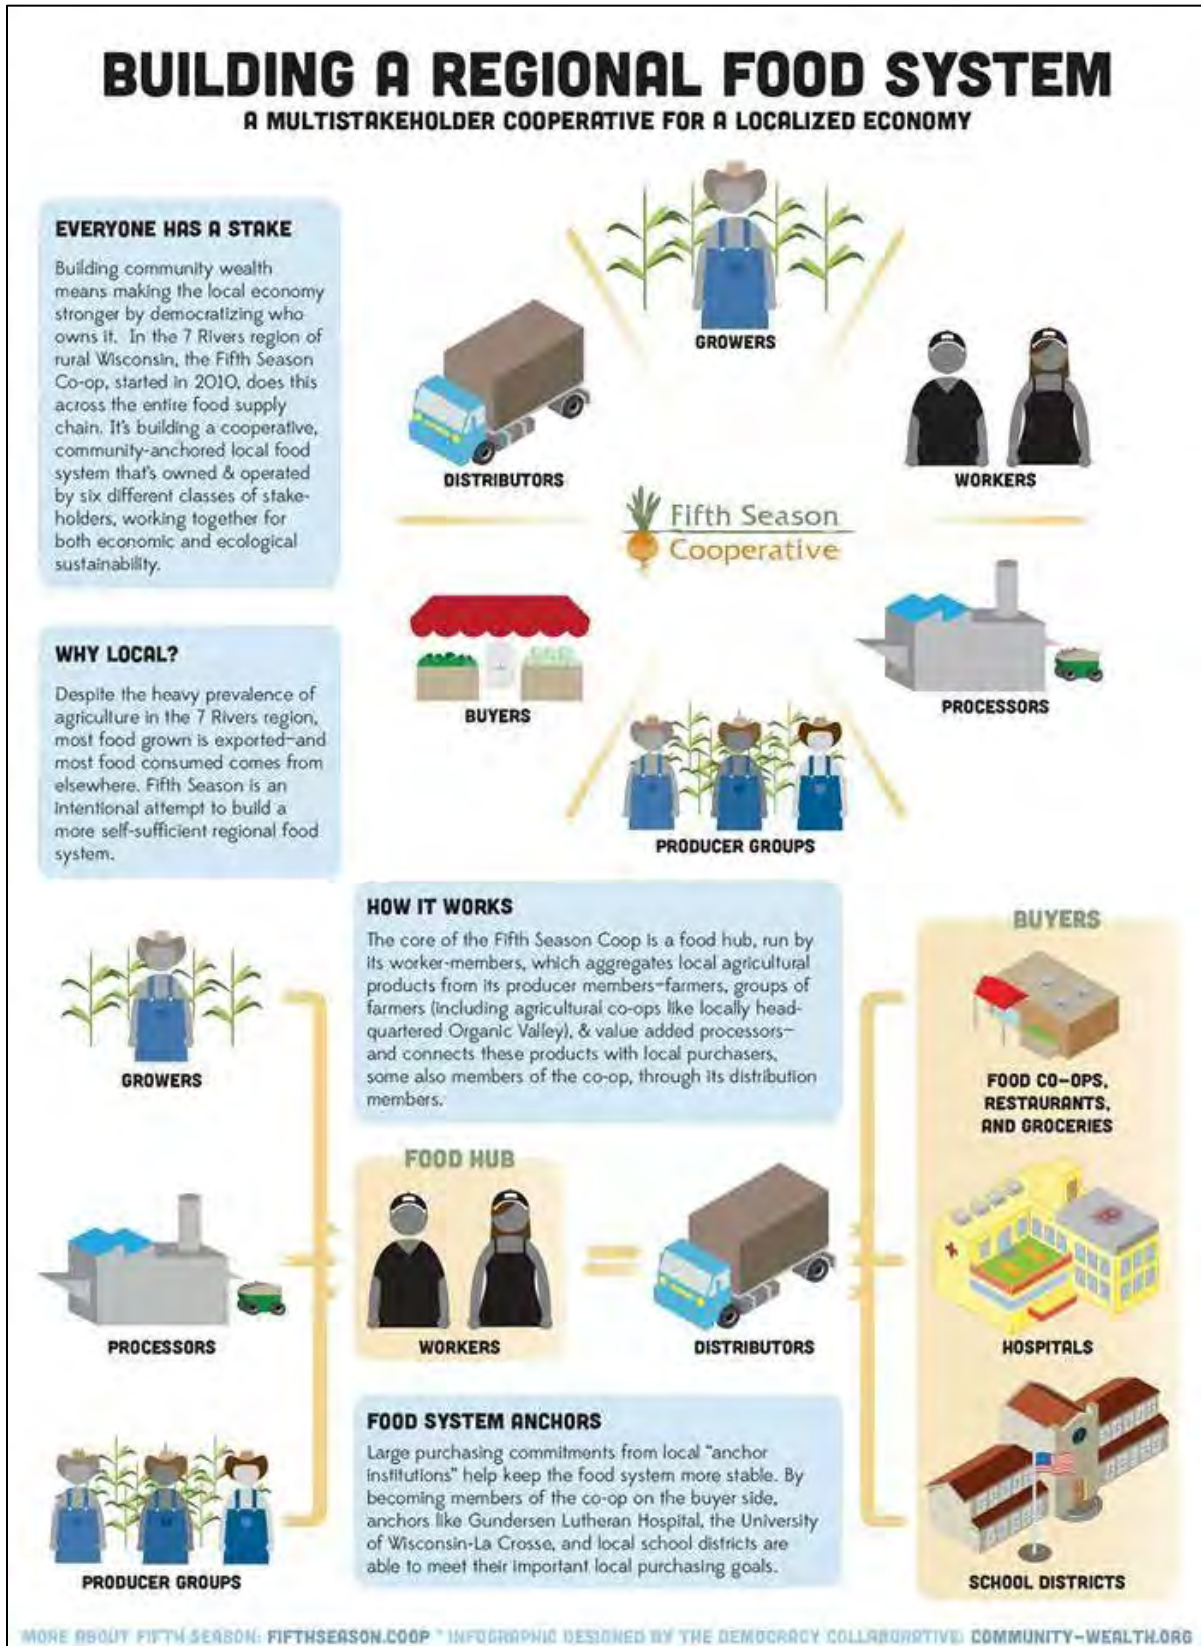 BUILDING A REGIONAL FOOD SYSTEM
A MULTISTAKEHOLDER COOPERATIVE FOR A LOCALIZED ECONOMY
EVERYONE HAS A STAKE
Building community wealth
means making the local economy
stronger by democratizing who
owns it. In the 7 Rivers region of
rural Wisconsin, the Fifth Season
Co-op, started in 2010, does this
across the entire food supply
chain. It's building a cooperative,
community-anchored local food
system that's owned & operated
by six different classes of stake-
holders, working together for
both economic and ecological
sustainability.
GROWERS
DISTRIBUTORS
WORKERS
Fifth Season
Cooperative
BUYERS
PROCESSORS
PRODUCER GROUPS
WHY LOCAL?
Despite the heavy prevalence of
agriculture in the 7 Rivers region,
most food grown is exported—and
most food consumed comes from
elsewhere. Fifth Season is an
intentional attempt to build a
more self-sufficient regional food
system.
HOW IT WORKS
The core of the Fifth Season Coop is a food hub, run by
its worker-members, which aggregates local agricultural
products from its producer members—farmers, groups of
farmers (including agricultural co-ops like locally head-
quartered Organic Valley), & value added processors—
and connects these products with local purchasers,
some also members of the co-op, through its distribution
members.
GROWERS
PROCESSORS
PRODUCER GROUPS
FOOD HUB
WORKERS
DISTRIBUTORS
BUYERS
FOOD CO-OPS,
RESTAURANTS,
AND GROCERIES
HOSPITALS
SCHOOL DISTRICTS
FOOD SYSTEM ANCHORS
Large purchasing commitments from local "anchor
institutions" help keep the food system more stable. By
becoming members of the co-op on the buyer side,
anchors like Gundersen Lutheran Hospital, the University
of Wisconsin-La Crosse, and local school districts are
able to meet their important local purchasing goals.
MORE ABOUT FIFTH SEASON: FIFTHSEASON.COOP * INFOGRAPHIC DESIGNED BY THE DEMOCRACY COLLABORATIVE: COMMUNITY-WEALTH.ORG